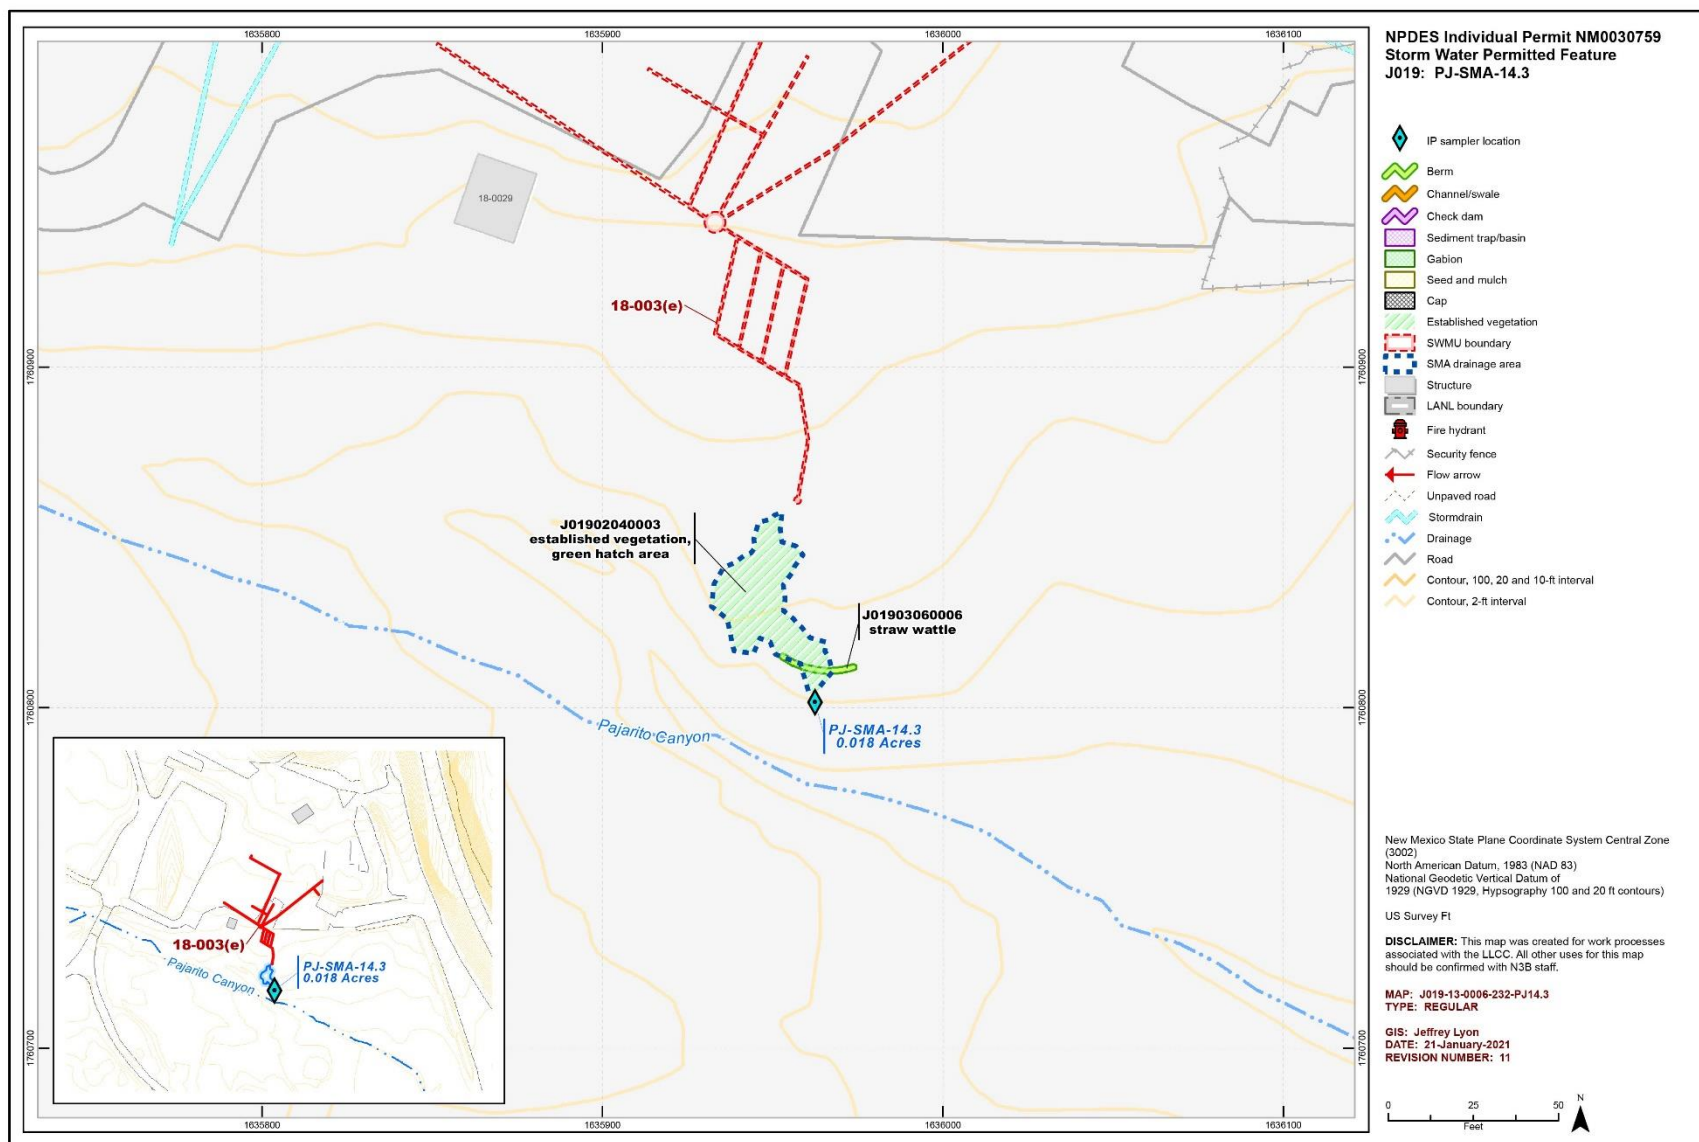 1635800
1635900
1636000
1636100
NPDES Individual Permit NM0030759
Storm Water Permitted Feature
J019: PJ-SMA-14.3
IP sampler location
Berm
Channel/swale
Check dam
Sediment trap/basin
Gabion
Seed and mulch
Cap
Established vegetation
SWMU boundary
SMA drainage area
Structure
LANL boundary
Fire hydrant
Security fence
Flow arrow
Unpaved road
Stormdrain
Drainage
Road
Contour, 100, 20 and 10-ft interval
Contour, 2-ft interval
18-0029
18-003(e)
1760900
1760900
J01902040003
established vegetation,
green hatch area
J01903060006
straw wattle
1760800
1760800
Pajarito Canyon
PJ-SMA-14.3
0.018 Acres
18-003(e)
Pajarito Canyon
PJ-SMA-14.3
0.018 Acres
1760700
1760700
New Mexico State Plane Coordinate System Central Zone
(3002)
North American Datum, 1983 (NAD 83)
National Geodetic Vertical Datum of
1929 (NGVD 1929, Hypsography 100 and 20 ft contours)
US Survey Ft
DISCLAIMER: This map was created for work processes
associated with the LLCC. All other uses for this map
should be confirmed with N3B staff.
MAP: J019-13-0006-232-PJ14.3
TYPE: REGULAR
GIS: Jeffrey Lyon
DATE: 21-January-2021
REVISION NUMBER: 11
0 25 50
Feet
N
1635800
1635900
1636000
1636100